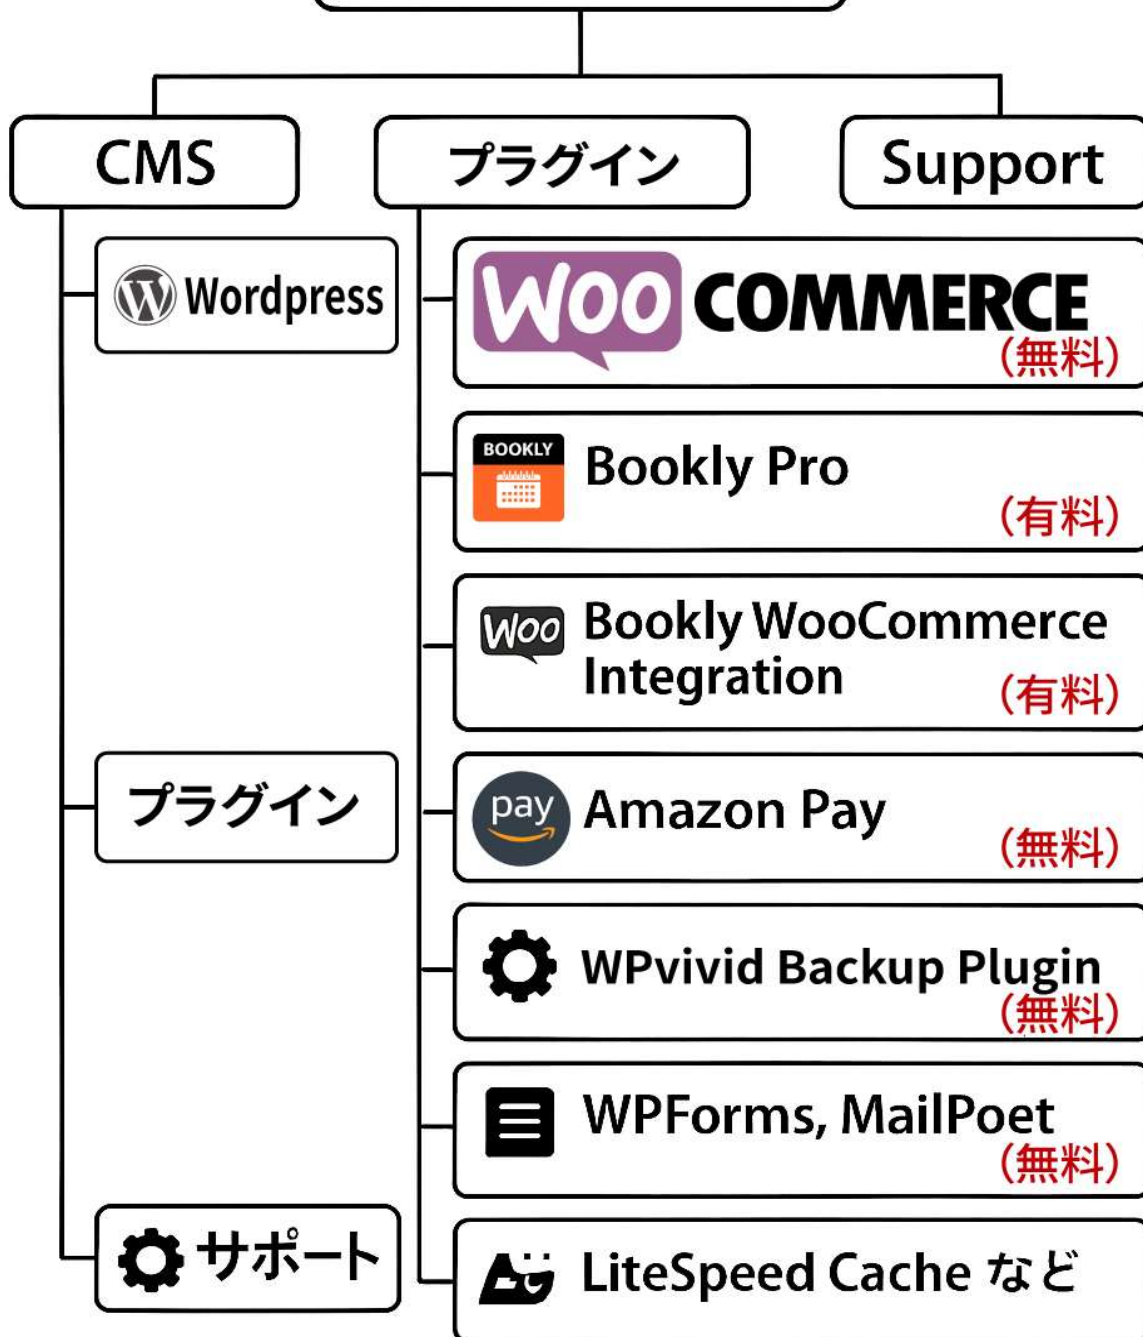 CMS
プラグイン
Support
Wordpress
WOO COMMERCE
(無料)
BOOKLY
Bookly Pro
(有料)
Woo
Bookly WooCommerce
Integration
(有料)
プラグイン
pay
Amazon Pay
(無料)
WPvivid Backup Plugin
(無料)
WPForms, MailPoet
(無料)
サポート
LiteSpeed Cache など